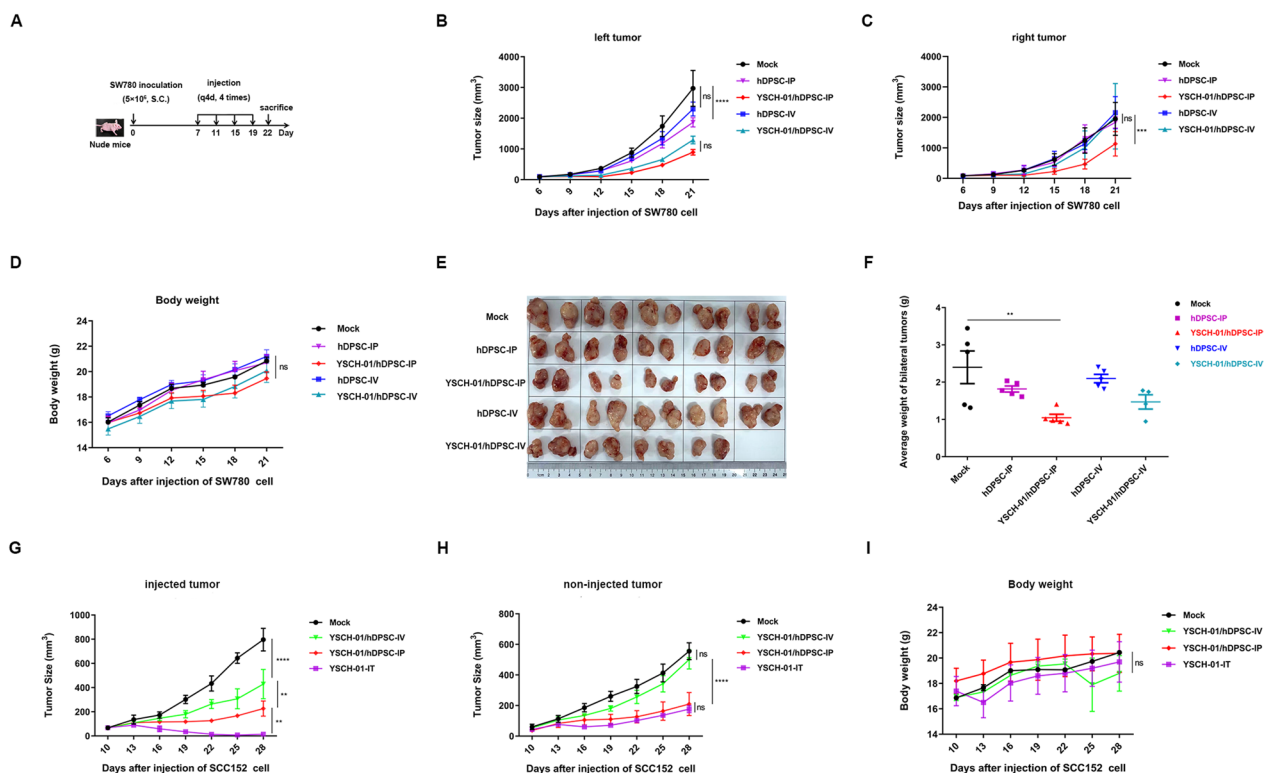 A
SW780 inoculation
(5×10⁶, S.C.)
injection
(q4d, 4 times)
sacrifice
0 7 11 15 19 22 Day
Nude mice
B
left tumor
Tumor size (mm³)
4000
3000
2000
1000
0
6 9 12 15 18 21
Days after injection of SW780 cell
ns
****
ns
Mock
hDPSC-IP
YSCH-01/hDPSC-IP
hDPSC-IV
YSCH-01/hDPSC-IV
C
right tumor
Tumor size (mm³)
4000
3000
2000
1000
0
6 9 12 15 18 21
Days after injection of SW780 cell
ns
***
Mock
hDPSC-IP
YSCH-01/hDPSC-IP
hDPSC-IV
YSCH-01/hDPSC-IV
D
Body weight
Body weight (g)
24
22
20
18
16
14
6 9 12 15 18 21
Days after injection of SW780 cell
ns
Mock
hDPSC-IP
YSCH-01/hDPSC-IP
hDPSC-IV
YSCH-01/hDPSC-IV
E
Mock
hDPSC-IP
YSCH-01/hDPSC-IP
hDPSC-IV
YSCH-01/hDPSC-IV
F
Average weight of bilateral tumors (g)
4
3
2
1
0
**
Mock
hDPSC-IP
YSCH-01/hDPSC-IP
hDPSC-IV
YSCH-01/hDPSC-IV
Mock
hDPSC-IP
YSCH-01/hDPSC-IP
hDPSC-IV
YSCH-01/hDPSC-IV
G
injected tumor
Tumor Size (mm³)
1000
800
600
400
200
0
10 13 16 19 22 25 28
Days after injection of SCC152 cell
****
**
**
Mock
YSCH-01/hDPSC-IV
YSCH-01/hDPSC-IP
YSCH-01-IT
H
non-injected tumor
Tumor Size (mm³)
800
600
400
200
0
10 13 16 19 22 25 28
Days after injection of SCC152 cell
ns
****
ns
Mock
YSCH-01/hDPSC-IV
YSCH-01/hDPSC-IP
YSCH-01-IT
I
Body weight
Body weight (g)
24
22
20
18
16
14
10 13 16 19 22 25 28
Days after injection of SCC152 cell
ns
Mock
YSCH-01/hDPSC-IV
YSCH-01/hDPSC-IP
YSCH-01-IT